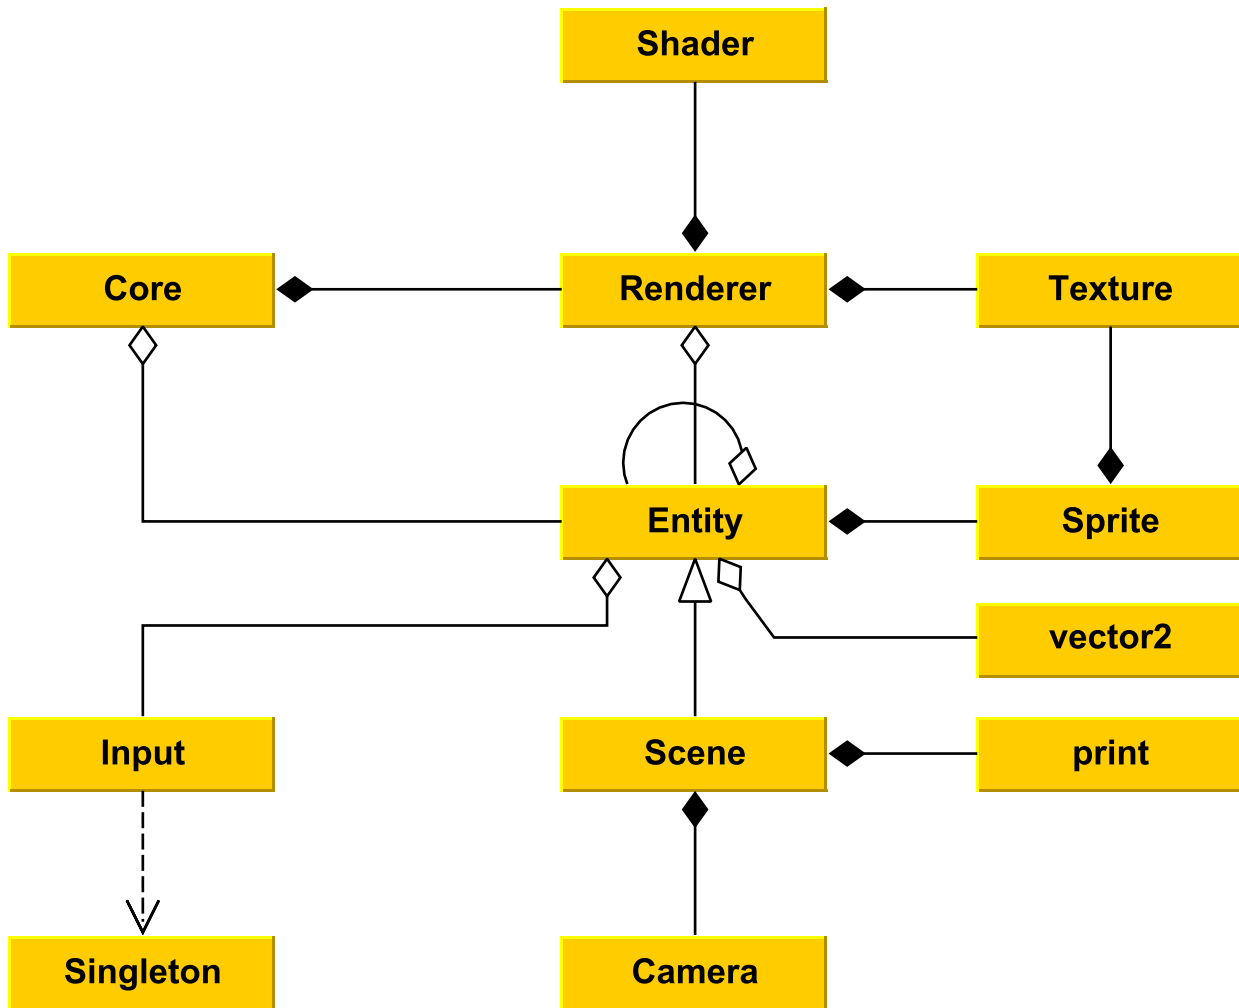 Shader
Core
Renderer
Texture
Entity
Sprite
vector2
Input
Scene
print
Singleton
Camera